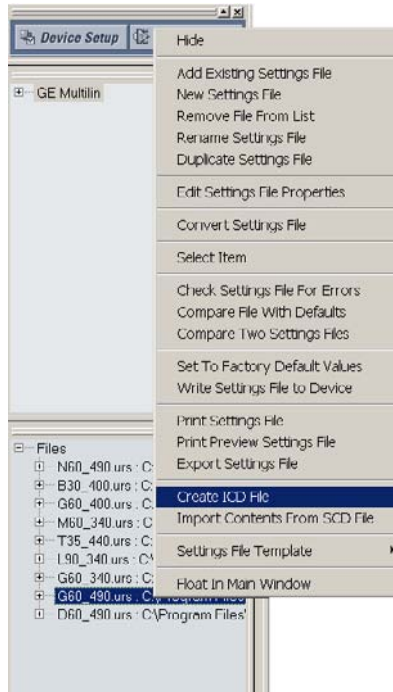 Device Setup
GE Multilin
Hide
Add Existing Settings File
New Settings File
Remove File From List
Rename Settings File
Duplicate Settings File
Edit Settings File Properties
Convert Settings File
Select Item
Check Settings File For Errors
Compare File With Defaults
Compare Two Settings Files
Set To Factory Default Values
Write Settings File to Device
Print Settings File
Print Preview Settings File
Export Settings File
Create ICD File
Import Contents From SCD File
Settings File Template
Float In Main Window
Files
N60_490.urs : C:
B30_400.urs : C:
G60_400.urs : C:
M60_340.urs : C
T35_440.urs : C:
L90_340.urs : C:\
G60_340.urs : C:
G60_490.urs : C:\Program Files
D60_490.urs : C:\Program Files\